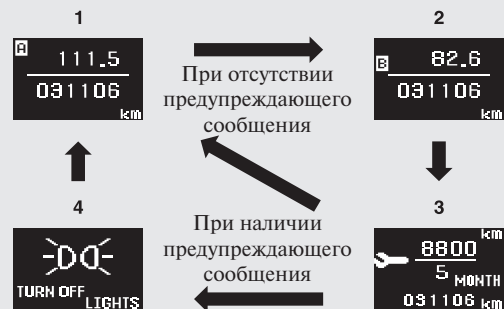 1
A 111.5
031106
km
При отсутствии
предупреждающего
сообщения
2
B 82.6
031106
km
4
TURN OFF
LIGHTS
При наличии
предупреждающего
сообщения
3
km
8800
5 MONTH
031106 km